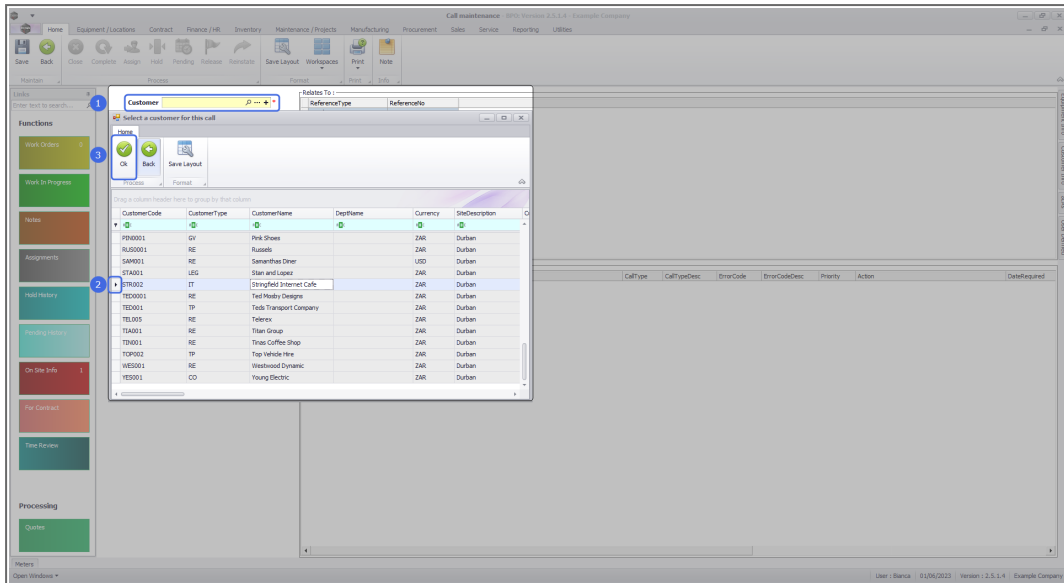 Call maintenance - BPO: Version 2.5.1.4 - Example Company
Home Equipment / Locations Contract Finance / HR Inventory Maintenance / Projects Manufacturing Procurement Sales Service Reporting Utilities
Save Back Close Complete Assign Hold Pending Release Reinstate Save Layout Workspaces Print Note
Maintain Process Format Print Info
Links
Enter text to search...
Functions
Work Orders 0
Work In Progress
Notes
Assignments
Hold History
Pending History
On Site Info 1
For Contract
Time Review
Processing
Quotes
Meters
Open Windows
1
Customer *
Relates To :
ReferenceType ReferenceNo
Select a customer for this call
Home
3
Ok Back Save Layout
Process Format
Drag a column header here to group by that column
CustomerCode CustomerType CustomerName DeptName Currency SiteDescription
PIN0001 GV Pink Shoes ZAR Durban
RUS0001 RE Russels ZAR Durban
SAM001 RE Samanthas Diner USD Durban
STA001 LEG Stan and Lopez ZAR Durban
2
STR002 IT Stringfield Internet Cafe ZAR Durban
TED0001 RE Ted Mosby Designs ZAR Durban
TED001 TP Teds Transport Company ZAR Durban
TEL005 RE Telerex ZAR Durban
TIA001 RE Titan Group ZAR Durban
TIN001 RE Tinas Coffee Shop ZAR Durban
TOP002 TP Top Vehicle Hire ZAR Durban
WES001 RE Westwood Dynamic ZAR Durban
YES001 CO Young Electric ZAR Durban
CallType CallTypeDesc ErrorCode ErrorCodeDesc Priority Action DateRequired
User : Bianca 01/06/2023 Version : 2.5.1.4 Example Company